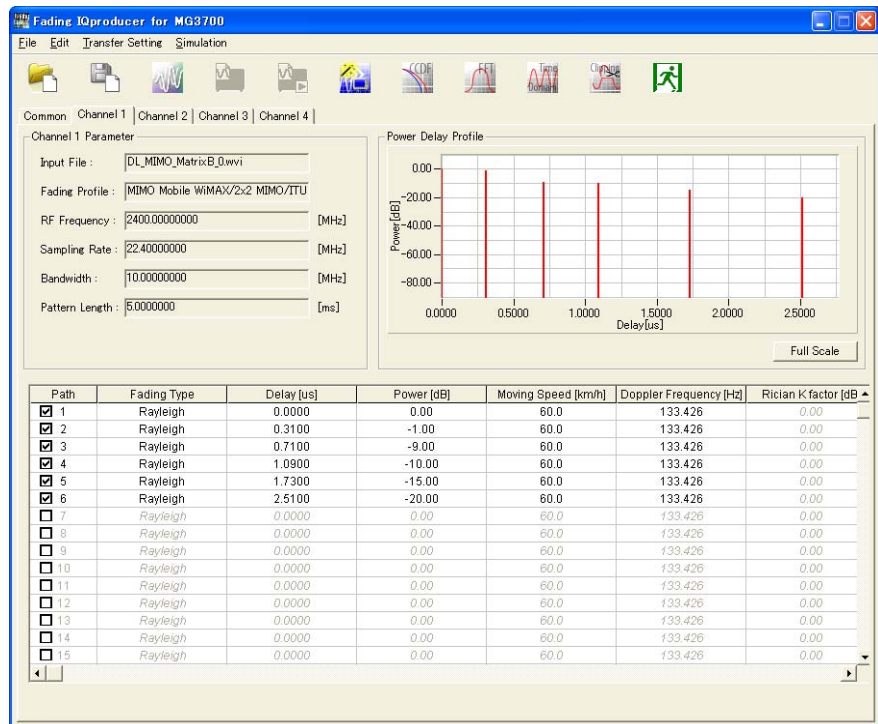 Fading IQproducer for MG3700
File Edit Transfer Setting Simulation
CCDF FFT Time Domain Clipping
Common Channel 1 Channel 2 Channel 3 Channel 4
Channel 1 Parameter
Input File : DL_MIMO_MatrixB_0.wvi
Fading Profile : MIMO Mobile WiMAX/2x2 MIMO/ITU
RF Frequency : 2400.00000000 [MHz]
Sampling Rate : 22.40000000 [MHz]
Bandwidth : 10.00000000 [MHz]
Pattern Length : 5.0000000 [ms]
Power Delay Profile
Power[dB]
0.00
-20.00
-40.00
-60.00
-80.00
0.0000 0.5000 1.0000 1.5000 2.0000 2.5000
Delay[us]
Full Scale
Path Fading Type Delay [us] Power [dB] Moving Speed [km/h] Doppler Frequency [Hz] Rician K factor [dB
1 Rayleigh 0.0000 0.00 60.0 133.426 0.00
2 Rayleigh 0.3100 -1.00 60.0 133.426 0.00
3 Rayleigh 0.7100 -9.00 60.0 133.426 0.00
4 Rayleigh 1.0900 -10.00 60.0 133.426 0.00
5 Rayleigh 1.7300 -15.00 60.0 133.426 0.00
6 Rayleigh 2.5100 -20.00 60.0 133.426 0.00
7 Rayleigh 0.0000 0.00 60.0 133.426 0.00
8 Rayleigh 0.0000 0.00 60.0 133.426 0.00
9 Rayleigh 0.0000 0.00 60.0 133.426 0.00
10 Rayleigh 0.0000 0.00 60.0 133.426 0.00
11 Rayleigh 0.0000 0.00 60.0 133.426 0.00
12 Rayleigh 0.0000 0.00 60.0 133.426 0.00
13 Rayleigh 0.0000 0.00 60.0 133.426 0.00
14 Rayleigh 0.0000 0.00 60.0 133.426 0.00
15 Rayleigh 0.0000 0.00 60.0 133.426 0.00